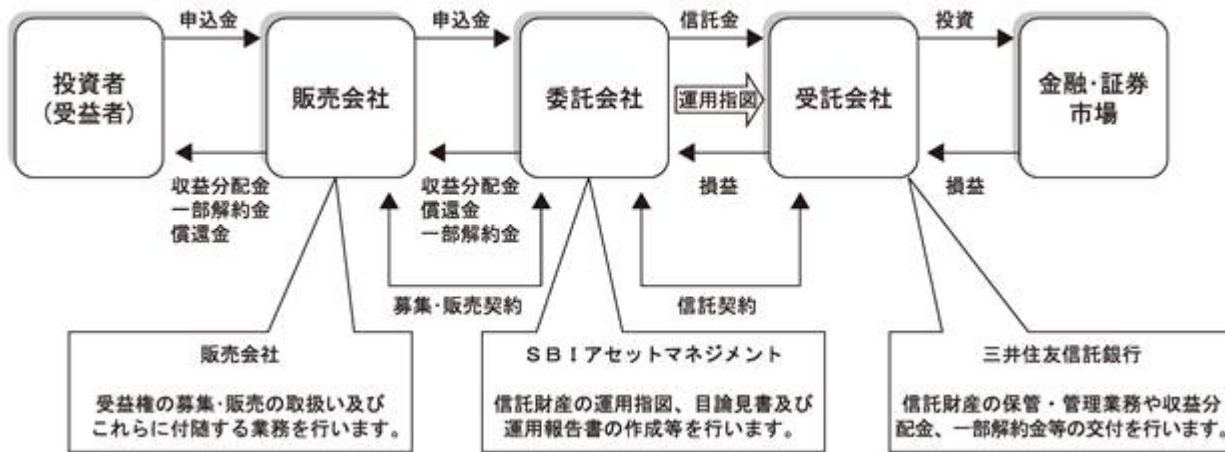 申込金
申込金
信託金
投資
投資者
(受益者)
販売会社
委託会社
運用指図
受託会社
金融・証券
市場
収益分配金
一部解約金
償還金
収益分配金
償還金
一部解約金
損益
損益
募集・販売契約
信託契約
販売会社
受益権の募集・販売の取扱い及び
これらに付随する業務を行います。
SBIアセットマネジメント
信託財産の運用指図、目論見書及び
運用報告書の作成等を行います。
三井住友信託銀行
信託財産の保管・管理業務や収益分
配金、一部解約金等の交付を行います。